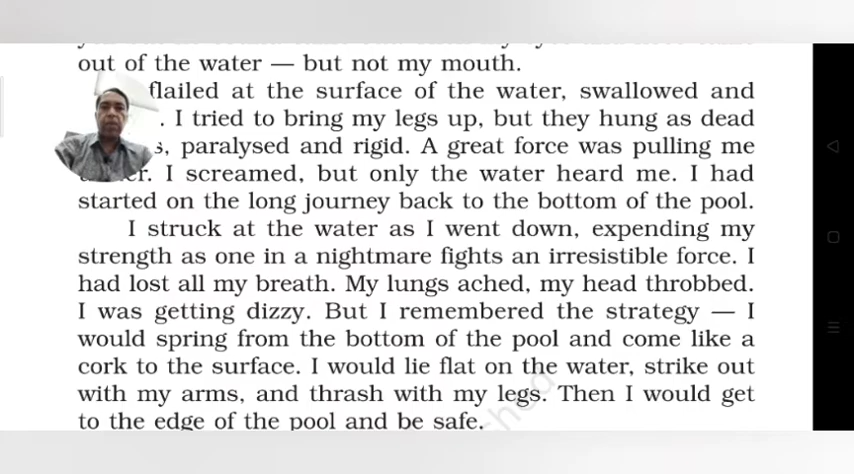 out of the water — but not my mouth.
flailed at the surface of the water, swallowed and
. I tried to bring my legs up, but they hung as dead
s, paralysed and rigid. A great force was pulling me
r. I screamed, but only the water heard me. I had
started on the long journey back to the bottom of the pool.
I struck at the water as I went down, expending my
strength as one in a nightmare fights an irresistible force. I
had lost all my breath. My lungs ached, my head throbbed.
I was getting dizzy. But I remembered the strategy — I
would spring from the bottom of the pool and come like a
cork to the surface. I would lie flat on the water, strike out
with my arms, and thrash with my legs. Then I would get
to the edge of the pool and be safe.